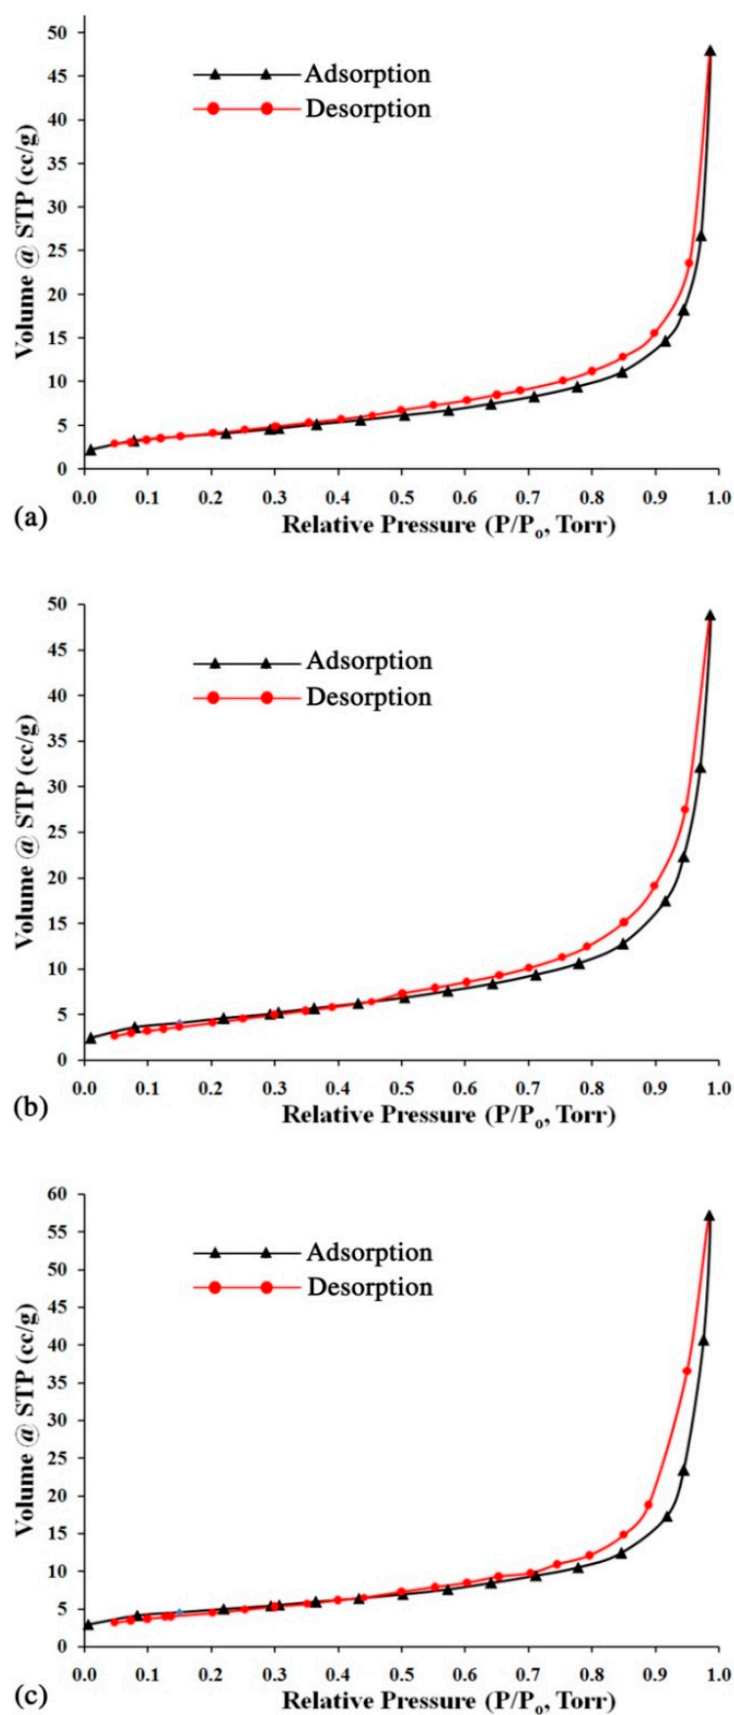 50
45
40
35
30
25
20
15
10
5
0
Volume @ STP (cc/g)
Adsorption
Desorption
0.0 0.1 0.2 0.3 0.4 0.5 0.6 0.7 0.8 0.9 1.0
Relative Pressure (P/Po, Torr)
(a)
50
45
40
35
30
25
20
15
10
5
0
Volume @ STP (cc/g)
Adsorption
Desorption
0.0 0.1 0.2 0.3 0.4 0.5 0.6 0.7 0.8 0.9 1.0
Relative Pressure (P/Po, Torr)
(b)
60
55
50
45
40
35
30
25
20
15
10
5
0
Volume @ STP (cc/g)
Adsorption
Desorption
0.0 0.1 0.2 0.3 0.4 0.5 0.6 0.7 0.8 0.9 1.0
Relative Pressure (P/Po, Torr)
(c)